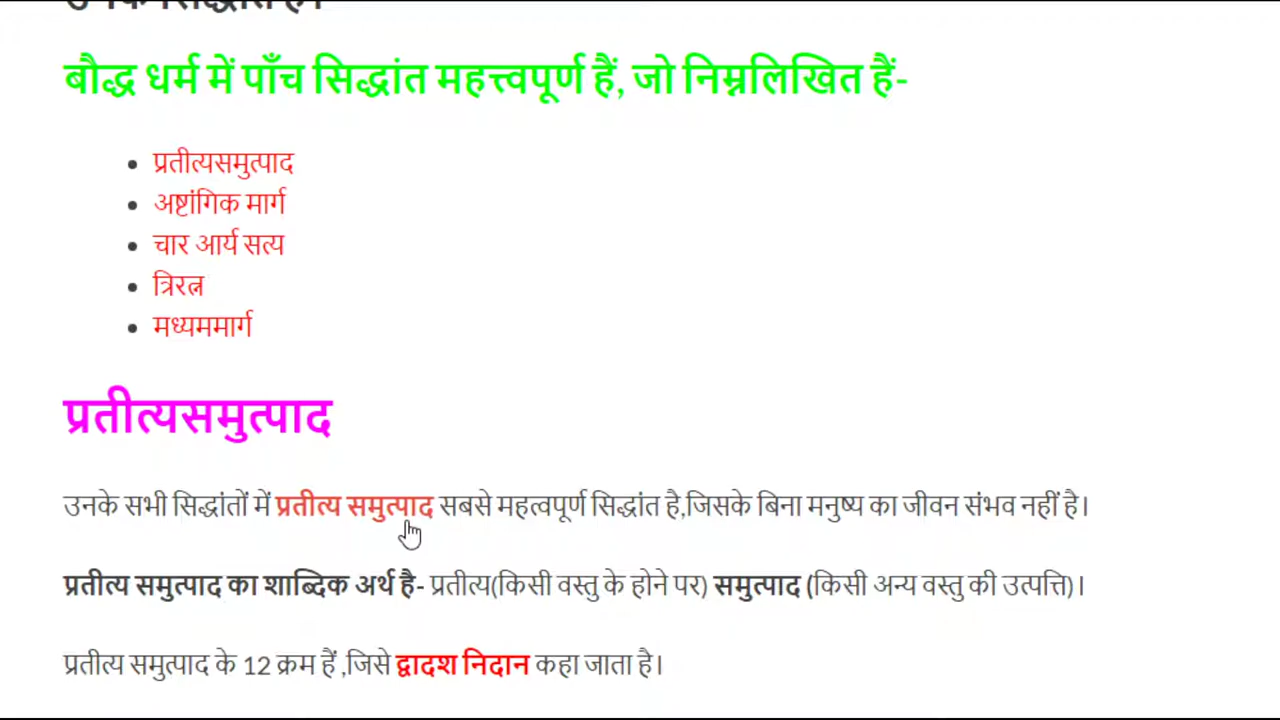 बौद्ध धर्म में पाँच सिद्धांत महत्त्वपूर्ण हैं, जो निम्नलिखित हैं-
प्रतीत्यसमुत्पाद
अष्टांगिक मार्ग
चार आर्य सत्य
त्रिरत्न
मध्यममार्ग
प्रतीत्यसमुत्पाद
उनके सभी सिद्धांतों में प्रतीत्य समुत्पाद सबसे महत्वपूर्ण सिद्धांत है,जिसके बिना मनुष्य का जीवन संभव नहीं है।
प्रतीत्य समुत्पाद का शाब्दिक अर्थ है- प्रतीत्य(किसी वस्तु के होने पर) समुत्पाद (किसी अन्य वस्तु की उत्पत्ति)।
प्रतीत्य समुत्पाद के 12 क्रम हैं ,जिसे द्वादश निदान कहा जाता है।